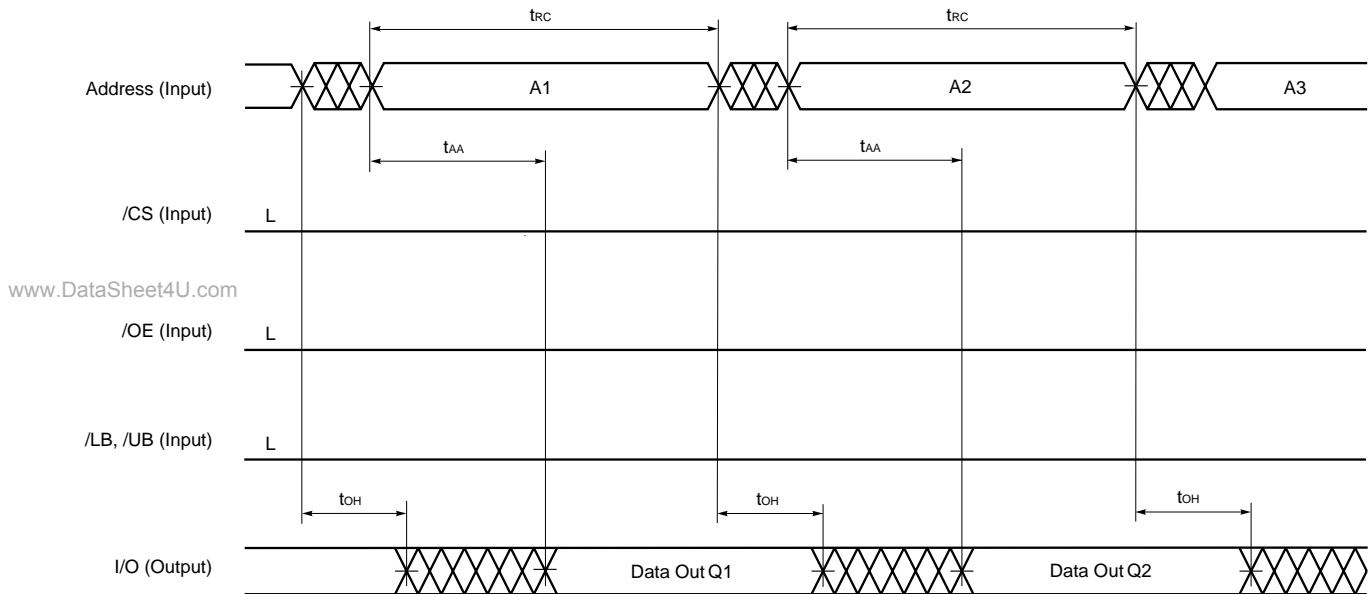 tRC tRC
Address (Input) A1 A2 A3
tAA tAA
/CS (Input) L
www.DataSheet4U.com
/OE (Input) L
/LB, /UB (Input) L
tOH tOH tOH
I/O (Output) Data Out Q1 Data Out Q2